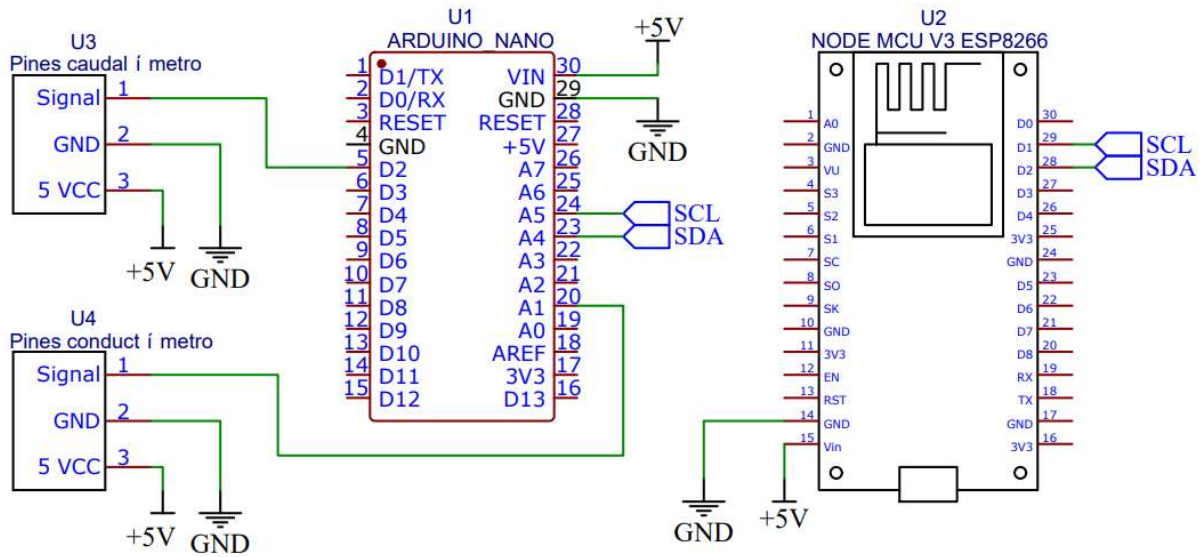 U3
Pines caudal í metro
Signal 1
GND 2
5 VCC 3
+5V
GND
U4
Pines conduct í metro
Signal 1
GND 2
5 VCC 3
+5V
GND
U1
ARDUINO_NANO
1 D1/TX VIN 30
2 D0/RX GND 29
3 RESET RESET 28
4 GND +5V 27
5 D2 A7 26
6 D3 A6 25
7 D4 A5 24
8 D5 A4 23
9 D6 A3 22
10 D7 A2 21
11 D8 A1 20
12 D9 A0 19
13 D10 AREF 18
14 D11 3V3 17
15 D12 D13 16
+5V
GND
SCL
SDA
U2
NODE MCU V3 ESP8266
1 A0 D0 30
2 GND D1 29
3 VU D2 28
4 S3 D3 27
5 S2 D4 26
6 S1 3V3 25
7 SC GND 24
8 SO D5 23
9 SK D6 22
10 GND D7 21
11 3V3 D8 20
12 EN RX 19
13 RST TX 18
14 GND GND 17
15 Vin 3V3 16
SCL
SDA
GND
+5V